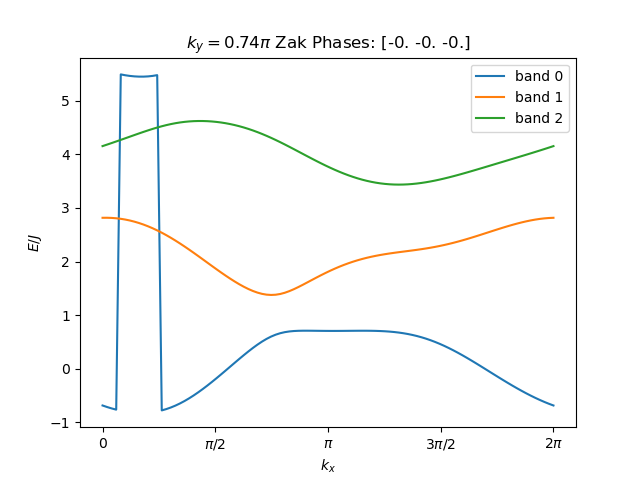 $k_y = 0.74\pi$ Zak Phases: [-0. -0. -0.]
E/J
5
4
3
2
1
0
−1
band 0
band 1
band 2
0 π/2 π 3π/2 2π
$k_x$